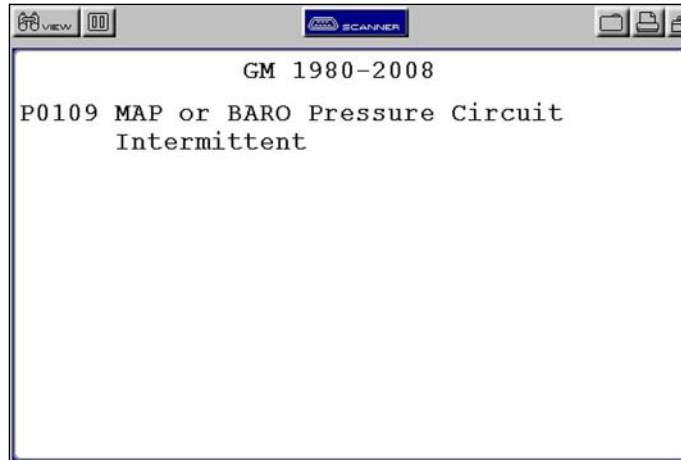 VIEW
SCANNER
GM 1980-2008
P0109 MAP or BARO Pressure Circuit
Intermittent